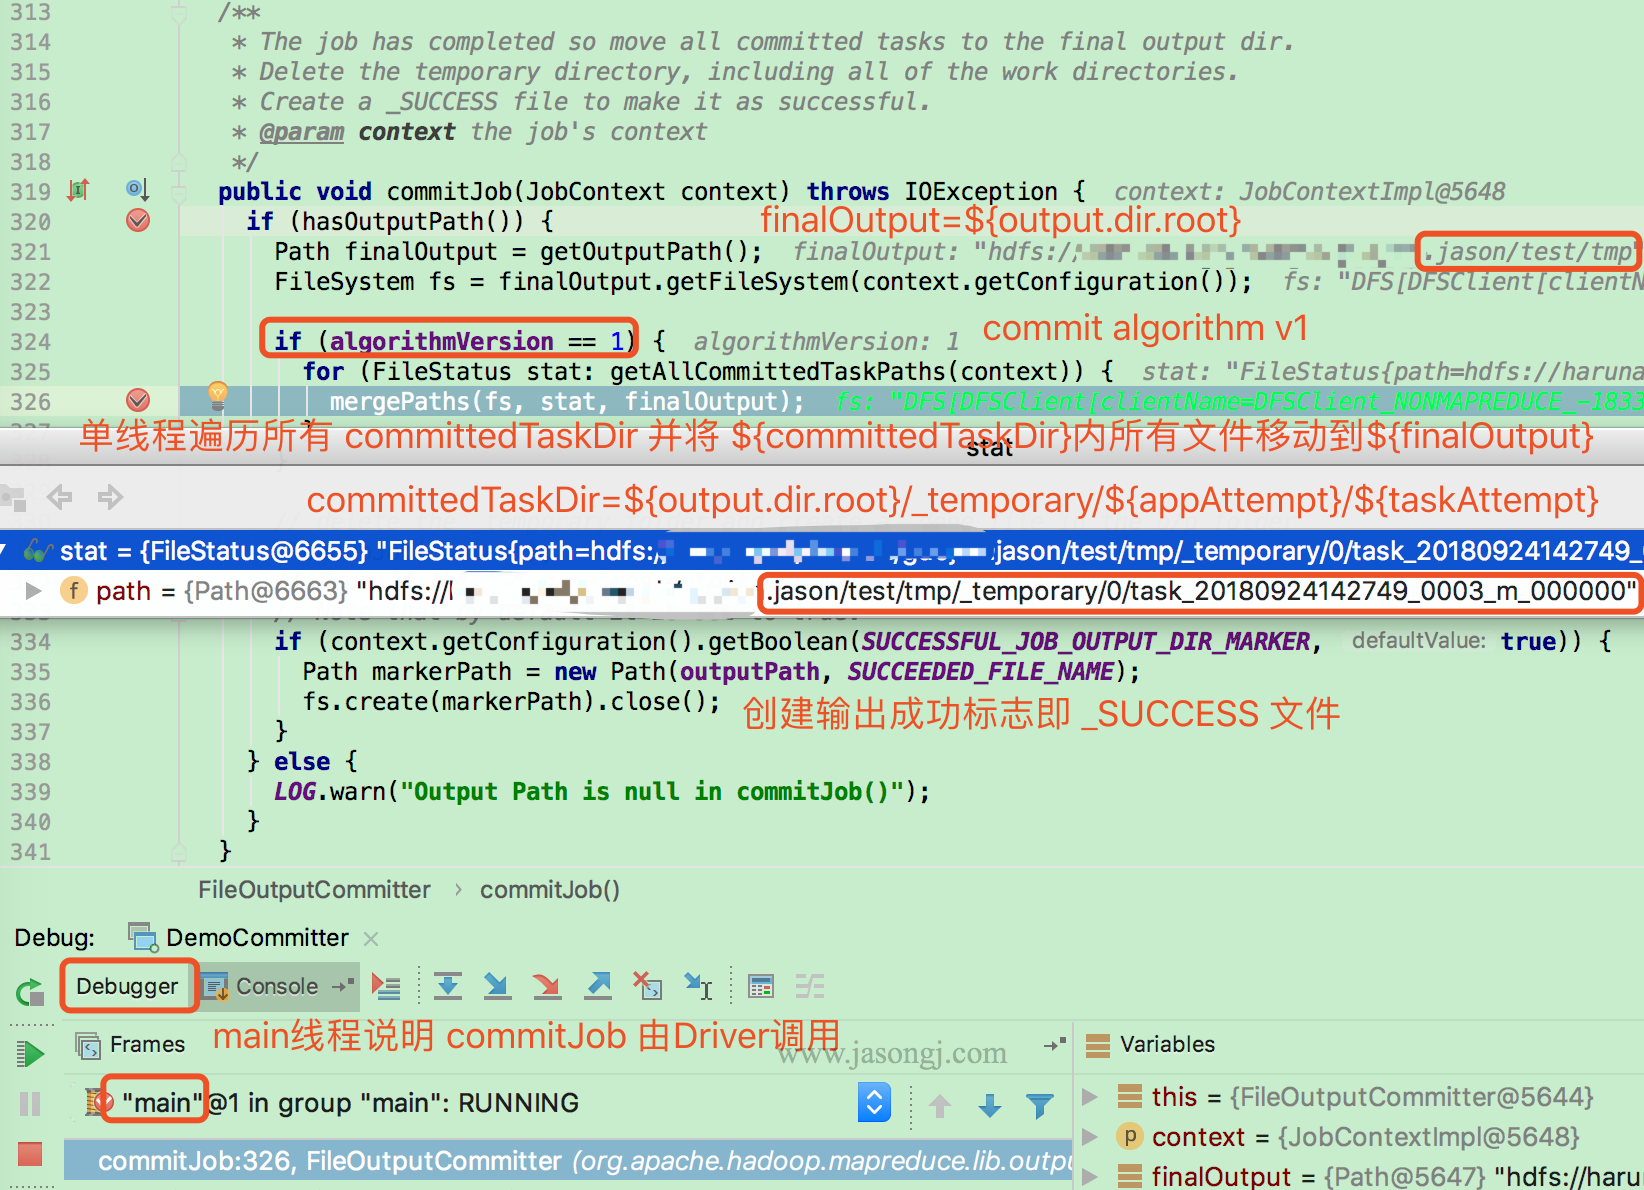 313 /**
314 * The job has completed so move all committed tasks to the final output dir.
315 * Delete the temporary directory, including all of the work directories.
316 * Create a _SUCCESS file to make it as successful.
317 * @param context the job's context
318 */
319 public void commitJob(JobContext context) throws IOException { context: JobContextImpl@5648
320 if (hasOutputPath()) {
finalOutput=${output.dir.root}
321 Path finalOutput = getOutputPath(); finalOutput: "hdfs:/ .jason/test/tmp"
322 FileSystem fs = finalOutput.getFileSystem(context.getConfiguration()); fs: "DFS[DFSClient[clientN
323
324 if (algorithmVersion == 1) { algorithmVersion: 1
commit algorithm v1
325 for (FileStatus stat: getAllCommittedTaskPaths(context)) { stat: "FileStatus{path=hdfs://haruna
326 mergePaths(fs, stat, finalOutput); fs: "DFS[DFSClient[clientName=DFSClient_NONMAPREDUCE_-1833
单线程遍历所有 committedTaskDir 并将 ${committedTaskDir}内所有文件移动到${finalOutput}
stat
committedTaskDir=${output.dir.root}/_temporary/${appAttempt}/${taskAttempt}
stat = {FileStatus@6655} "FileStatus{path=hdfs:/ jason/test/tmp/_temporary/0/task_20180924142749_
path = {Path@6663} "hdfs:// .jason/test/tmp/_temporary/0/task_20180924142749_0003_m_000000"
334 if (context.getConfiguration().getBoolean(SUCCESSFUL_JOB_OUTPUT_DIR_MARKER, defaultValue: true)) {
335 Path markerPath = new Path(outputPath, SUCCEEDED_FILE_NAME);
336 fs.create(markerPath).close();
创建输出成功标志即 _SUCCESS 文件
337 }
338 } else {
339 LOG.warn("Output Path is null in commitJob()");
340 }
341 }
FileOutputCommitter › commitJob()
Debug: DemoCommitter
Debugger Console
Frames
main线程说明 commitJob 由Driver调用
www.jasongj.com
Variables
"main"@1 in group "main": RUNNING
this = {FileOutputCommitter@5644}
context = {JobContextImpl@5648}
commitJob:326, FileOutputCommitter (org.apache.hadoop.mapreduce.lib.outpu
finalOutput = {Path@5647} "hdfs://haru